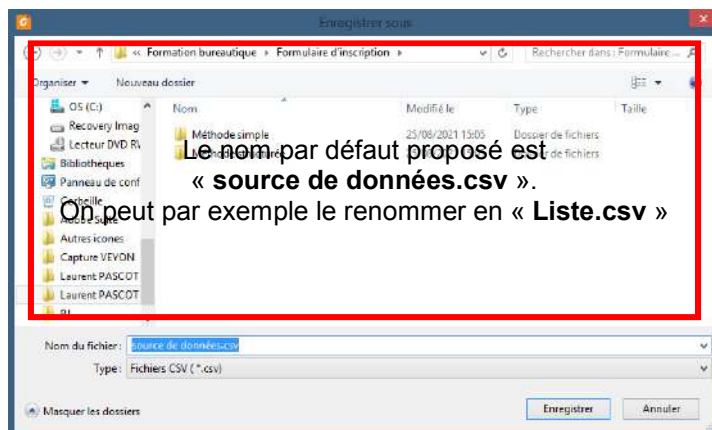 Enregistrer sous
« Formation bureautique ▸ Formulaire d'inscription ▸
Rechercher dans : Formulaire ...
Organiser ▾ Nouveau dossier
Nom Modifié le Type Taille
OS (C:)
Recovery Imag
Lecteur DVD RW
Bibliothèques
Panneau de conf
Corbeille
Adobe Suite
Autres icones
Capture VEYON
Laurent PASCOT
Laurent PASCOT
Méthode simple 25/08/2021 15:05 Dossier de fichiers
de fichiers
Le nom par défaut proposé est
« source de données.csv ».
On peut par exemple le renommer en « Liste.csv »
Nom du fichier : source de données.csv
Type : Fichiers CSV (*.csv)
Masquer les dossiers
Enregistrer Annuler